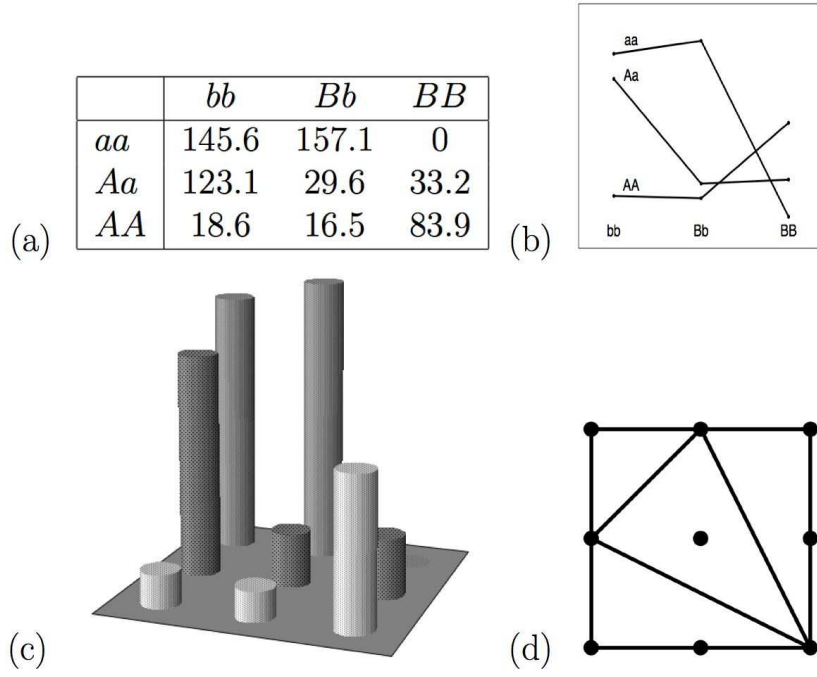 bb Bb BB
aa 145.6 157.1 0
Aa 123.1 29.6 33.2
AA 18.6 16.5 83.9
(a)
aa
Aa
AA
bb Bb BB
(b)
(c)
(d)